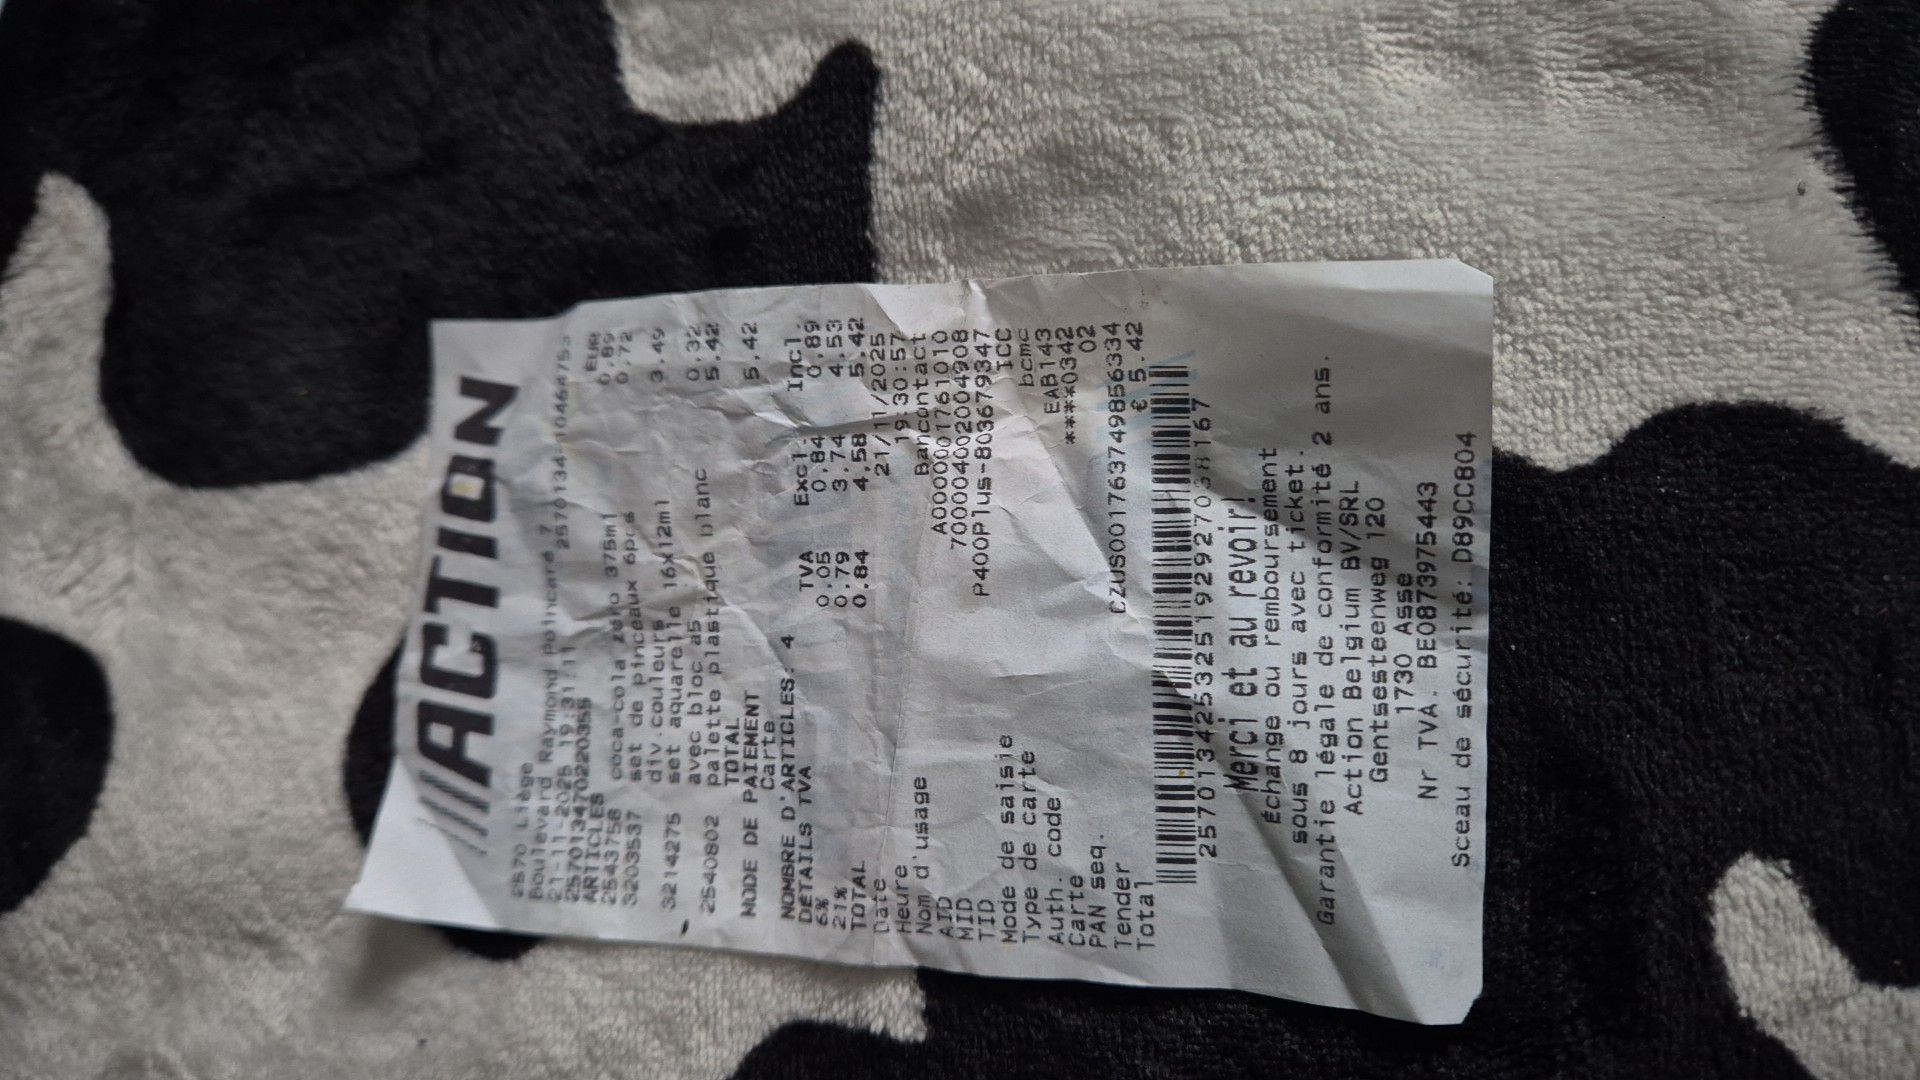 ACTION
2570 Liège
Boulevard Raymond Poincaré 7
21-11-2025 19:31:11 2570134-10464753
2570134702220355
ARTICLES EUR
2543758 coca-cola zero 375ml 0.89
3203537 set de pinceaux 6pcs 0.72
div.couleurs
3214275 set aquarelle 16x12ml 3.49
avec bloc a5
2540802 palette plastique blanc 0.32
TOTAL 5.42
MODE DE PAIEMENT
Carte 5.42
NOMBRE D'ARTICLES: 4
DÉTAILS TVA TVA Excl. Incl.
6% 0.05 0.84 0.89
21% 0.79 3.74 4.53
TOTAL 0.84 4.58 5.42
Date 21/11/2025
Heure 19:30:57
Nom d'usage Bancontact
AID A0000001761010
MID 700004002004908
TID P400Plus-803679347
Mode de saisie ICC
Type de carte bcmc
Auth. code EAB143
Carte ****0342
PAN seq. 02
Tender CZUS001763749856334
Total € 5.42
Merci et au revoir!
Échange ou remboursement
sous 8 jours avec ticket.
Garantie légale de conformité 2 ans.
Action Belgium BV/SRL
Gentsesteenweg 120
1730 Asse
Nr TVA. BE0873975443
Sceau de sécurité: D89CCB04